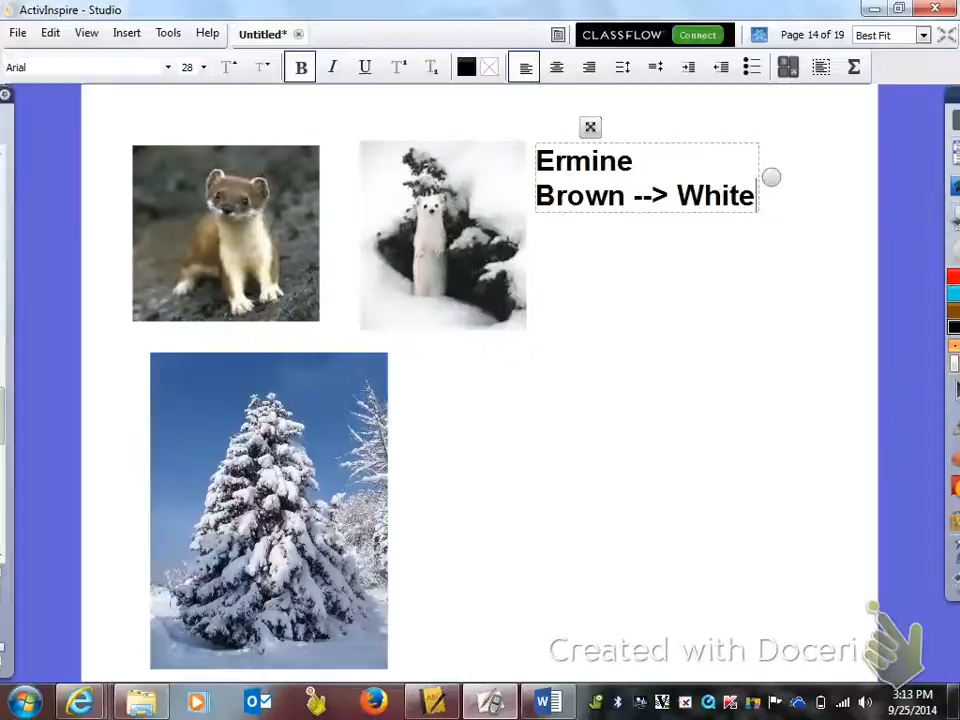 ActivInspire - Studio
File Edit View Insert Tools Help Untitled* CLASSFLOW Connect Page 14 of 19 Best Fit
Arial 28 B I U T T Σ
Ermine
Brown --> White
Created with Doceri
3:13 PM
9/25/2014